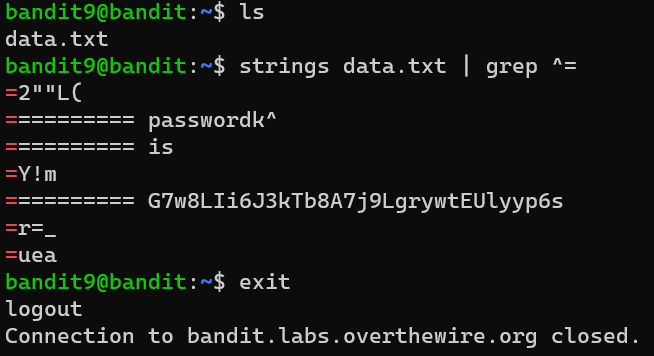 bandit9@bandit:~$ ls
data.txt
bandit9@bandit:~$ strings data.txt | grep ^=
=2""L(
========== passwordk^
========== is
=Y!m
========== G7w8LIi6J3kTb8A7j9LgrywtEUlyyp6s
=r=_
=uea
bandit9@bandit:~$ exit
logout
Connection to bandit.labs.overthewire.org closed.